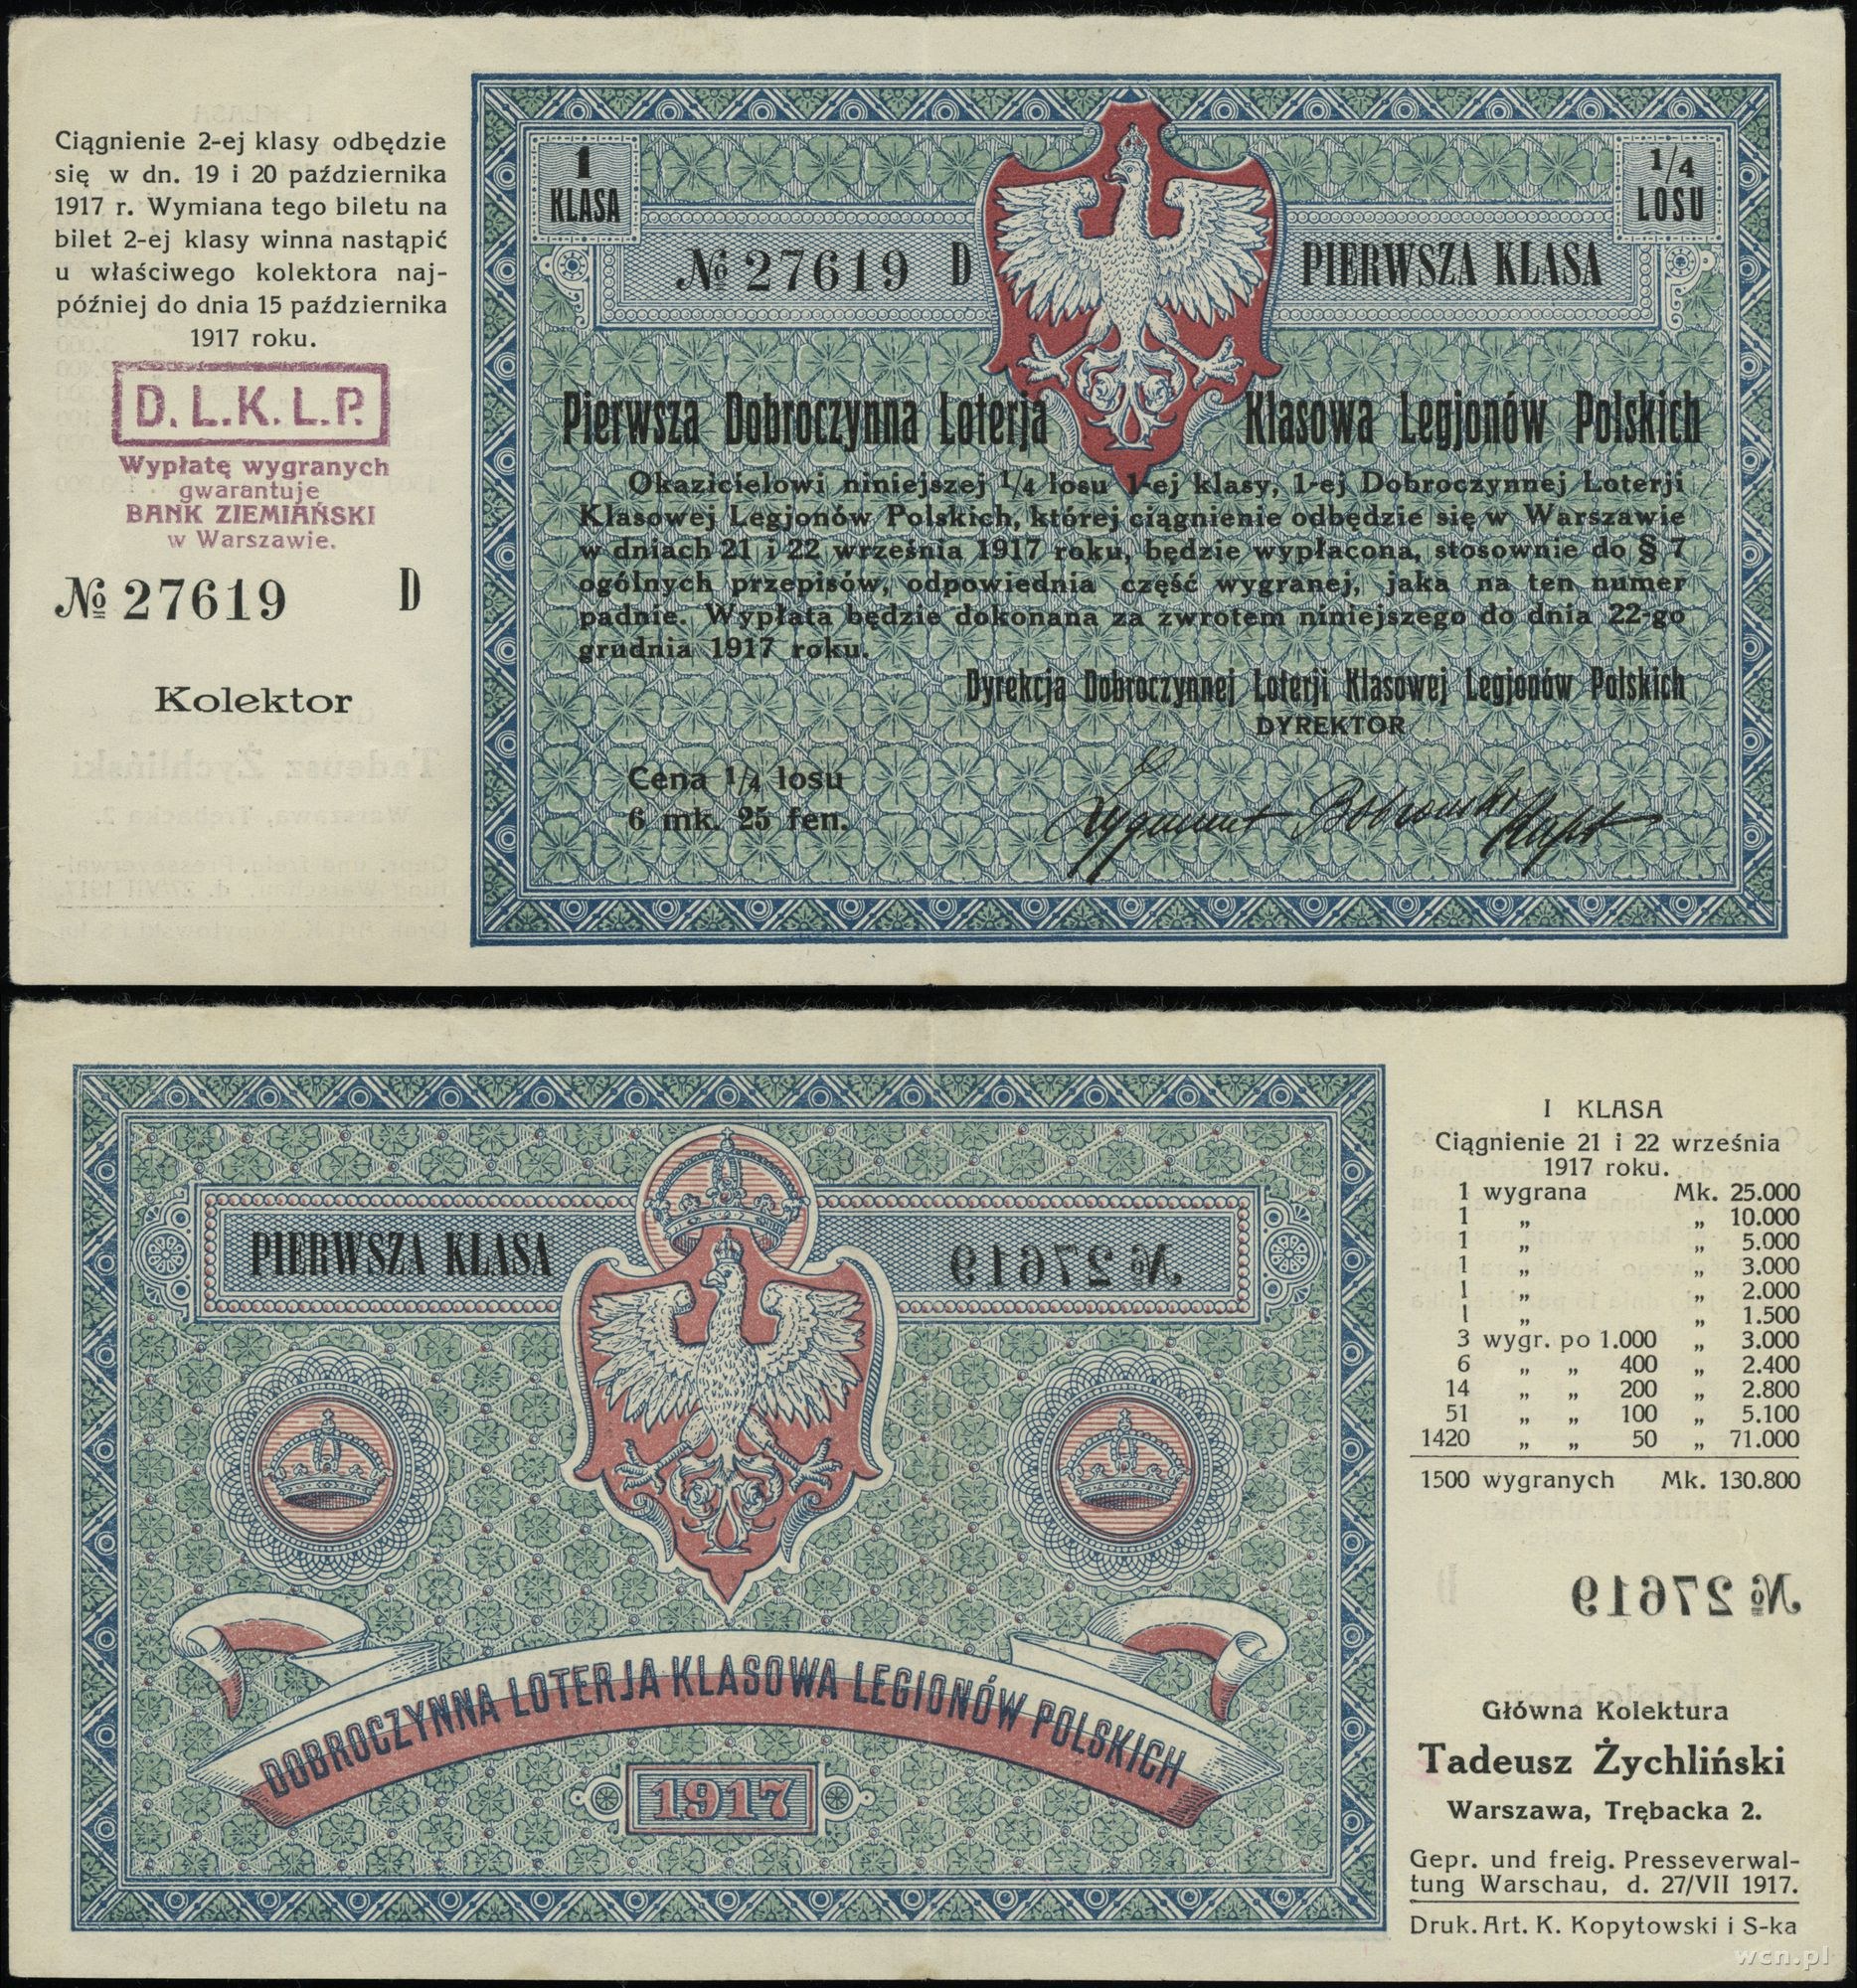 Ciągnienie 2-ej klasy odbędzie
się w dn. 19 i 20 października
1917 r. Wymiana tego biletu na
bilet 2-ej klasy winna nastąpić
u właściwego kolektora naj-
później do dnia 15 października
1917 roku.
D.L.K.L.P.
Wypłatę wygranych
gwarantuje
BANK ZIEMIAŃSKI
w Warszawie.
№ 27619 D
Kolektor
1
KLASA
1/4
LOSU
№ 27619 D
PIERWSZA KLASA
Pierwsza Dobroczynna Loterja Klasowa Legjonów Polskich
Okazicielowi niniejszej 1/4 losu 1-ej klasy, 1-ej Dobroczynnej Loterji
Klasowej Legjonów Polskich, której ciągnienie odbędzie się w Warszawie
w dniach 21 i 22 września 1917 roku, będzie wypłacona, stosownie do § 7
ogólnych przepisów, odpowiednia część wygranej, jaka na ten numer
padnie. Wypłata będzie dokonana za zwrotem niniejszego do dnia 22-go
grudnia 1917 roku.
Dyrekcja Dobroczynnej Loterji Klasowej Legjonów Polskich
DYREKTOR
Cena 1/4 losu
6 mk. 25 fen.
Zygmunt Bobrowski
PIERWSZA KLASA
№ 27619
DOBROCZYNNA LOTERJA KLASOWA LEGIONÓW POLSKICH
1917
I KLASA
Ciągnienie 21 i 22 września
1917 roku.
1 wygrana Mk. 25.000
1 „ „ 10.000
1 „ „ 5.000
1 „ „ 3.000
1 „ „ 2.000
1 „ „ 1.500
3 wygr. po 1.000 „ 3.000
6 „ „ 400 „ 2.400
14 „ „ 200 „ 2.800
51 „ „ 100 „ 5.100
1420 „ „ 50 „ 71.000
1500 wygranych Mk. 130.800
№ 27619
Główna Kolektura
Tadeusz Żychliński
Warszawa, Trębacka 2.
Gepr. und freig. Presseverwal-
tung Warschau, d. 27/VII 1917.
Druk. Art. K. Kopytowski i S-ka
wcn.pl